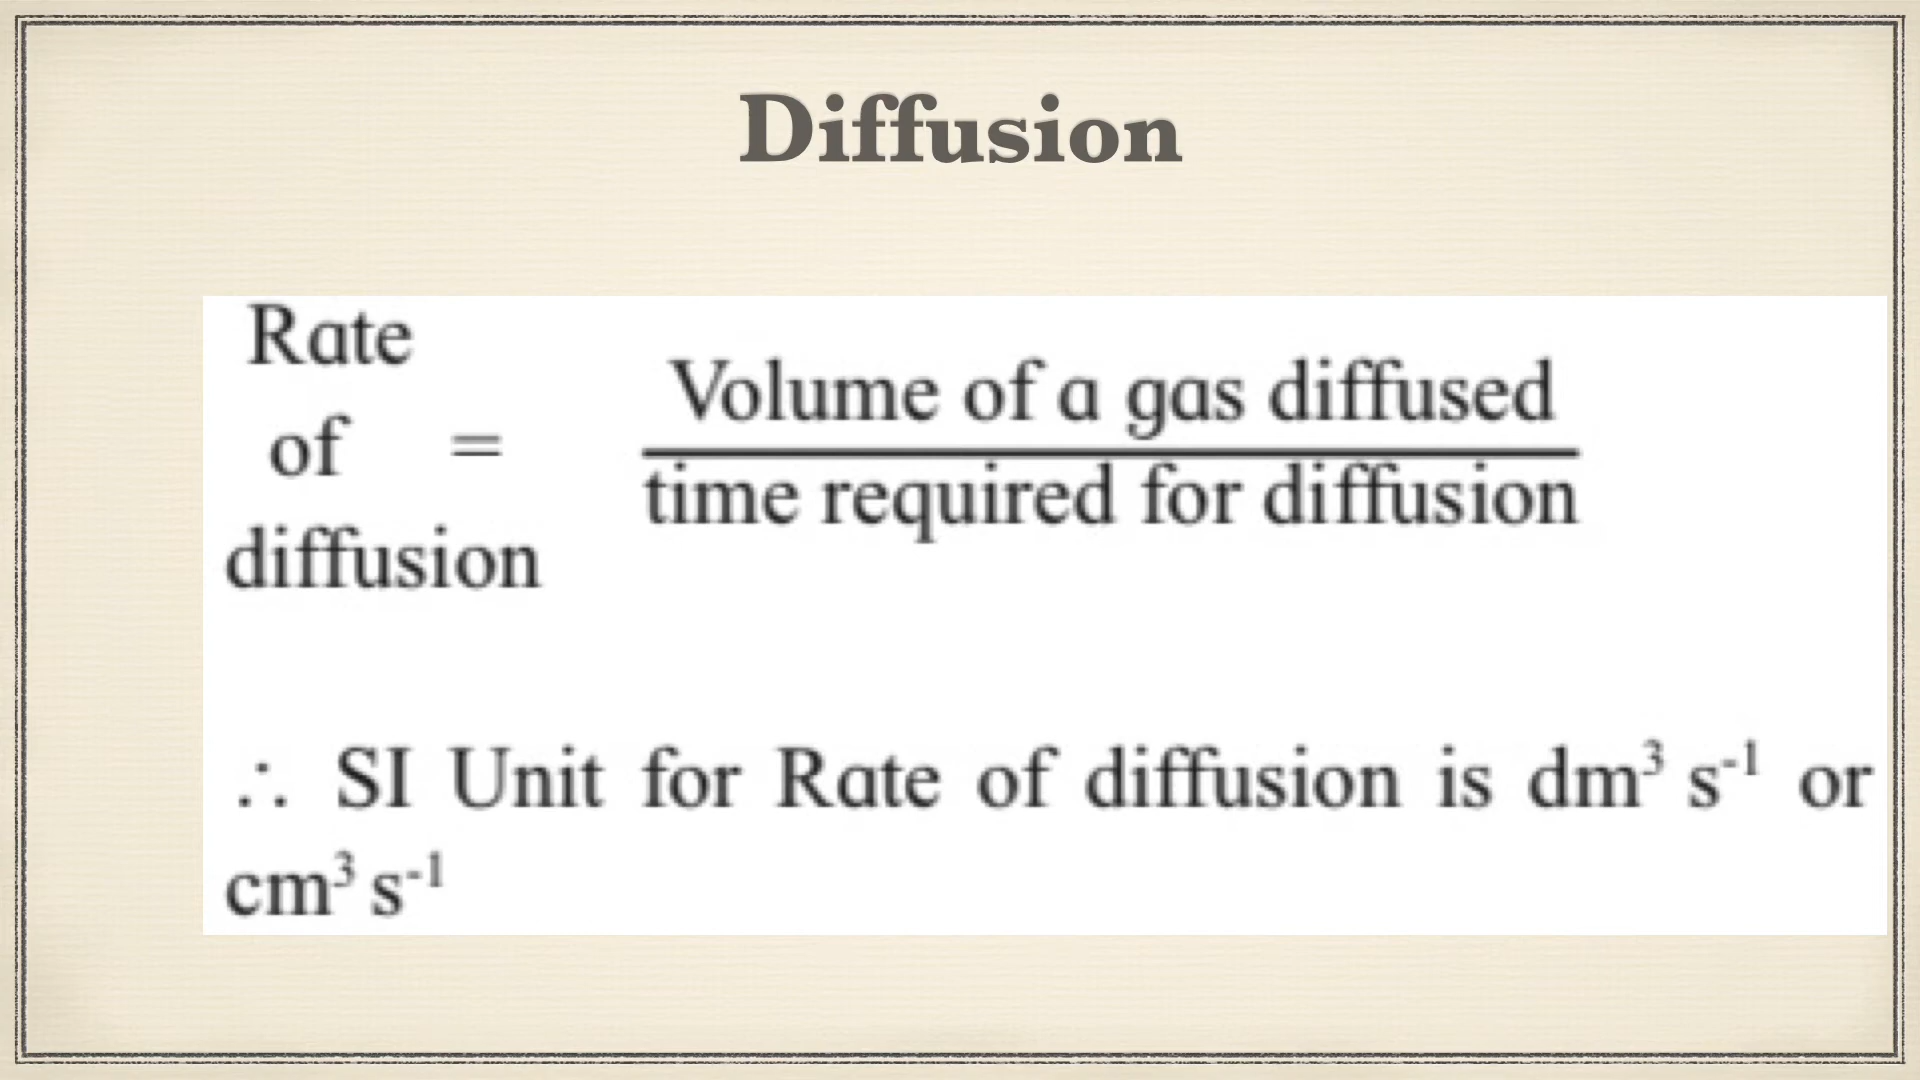 Diffusion
Rate
of =
diffusion
Volume of a gas diffused
time required for diffusion
∴ SI Unit for Rate of diffusion is dm³ s⁻¹ or
cm³ s⁻¹